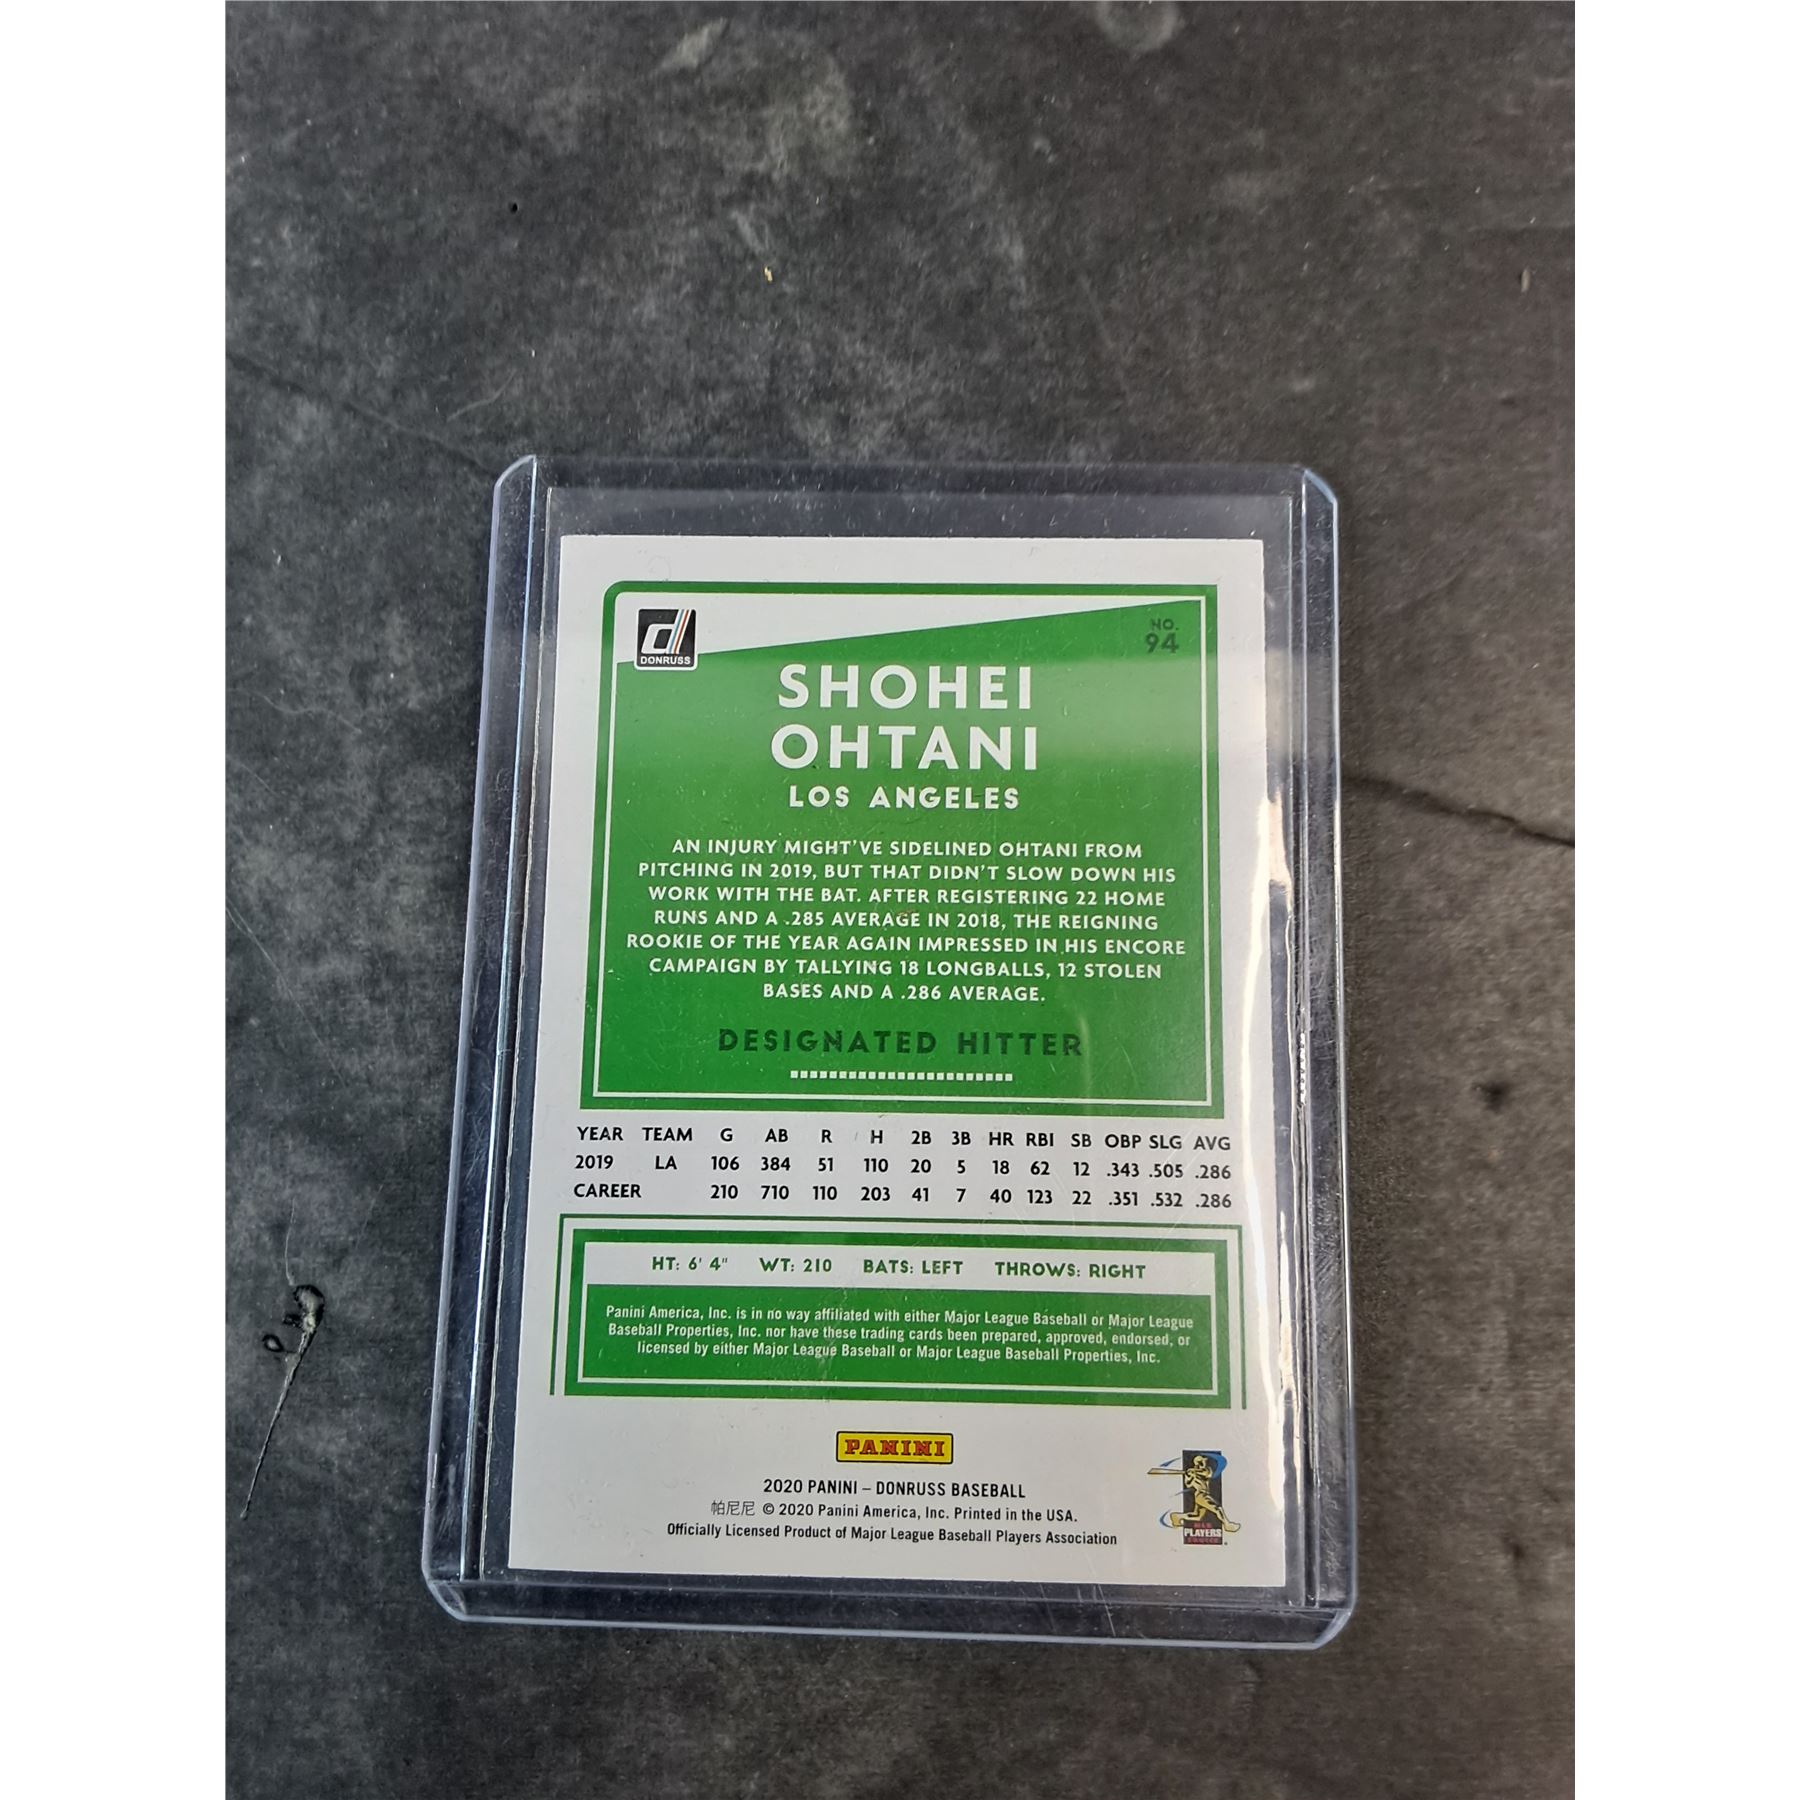 DONRUSS
NO.
94
SHOHEI
OHTANI
LOS ANGELES
AN INJURY MIGHT'VE SIDELINED OHTANI FROM
PITCHING IN 2019, BUT THAT DIDN'T SLOW DOWN HIS
WORK WITH THE BAT. AFTER REGISTERING 22 HOME
RUNS AND A .285 AVERAGE IN 2018, THE REIGNING
ROOKIE OF THE YEAR AGAIN IMPRESSED IN HIS ENCORE
CAMPAIGN BY TALLYING 18 LONGBALLS, 12 STOLEN
BASES AND A .286 AVERAGE.
DESIGNATED HITTER
YEAR TEAM G AB R H 2B 3B HR RBI SB OBP SLG AVG
2019 LA 106 384 51 110 20 5 18 62 12 .343 .505 .286
CAREER 210 710 110 203 41 7 40 123 22 .351 .532 .286
HT: 6' 4" WT: 210 BATS: LEFT THROWS: RIGHT
Panini America, Inc. is in no way affiliated with either Major League Baseball or Major League
Baseball Properties, Inc. nor have these trading cards been prepared, approved, endorsed, or
licensed by either Major League Baseball or Major League Baseball Properties, Inc.
PANINI
2020 PANINI – DONRUSS BASEBALL
帕尼尼 © 2020 Panini America, Inc. Printed in the USA.
Officially Licensed Product of Major League Baseball Players Association
MLB
PLAYERS
CHOICE